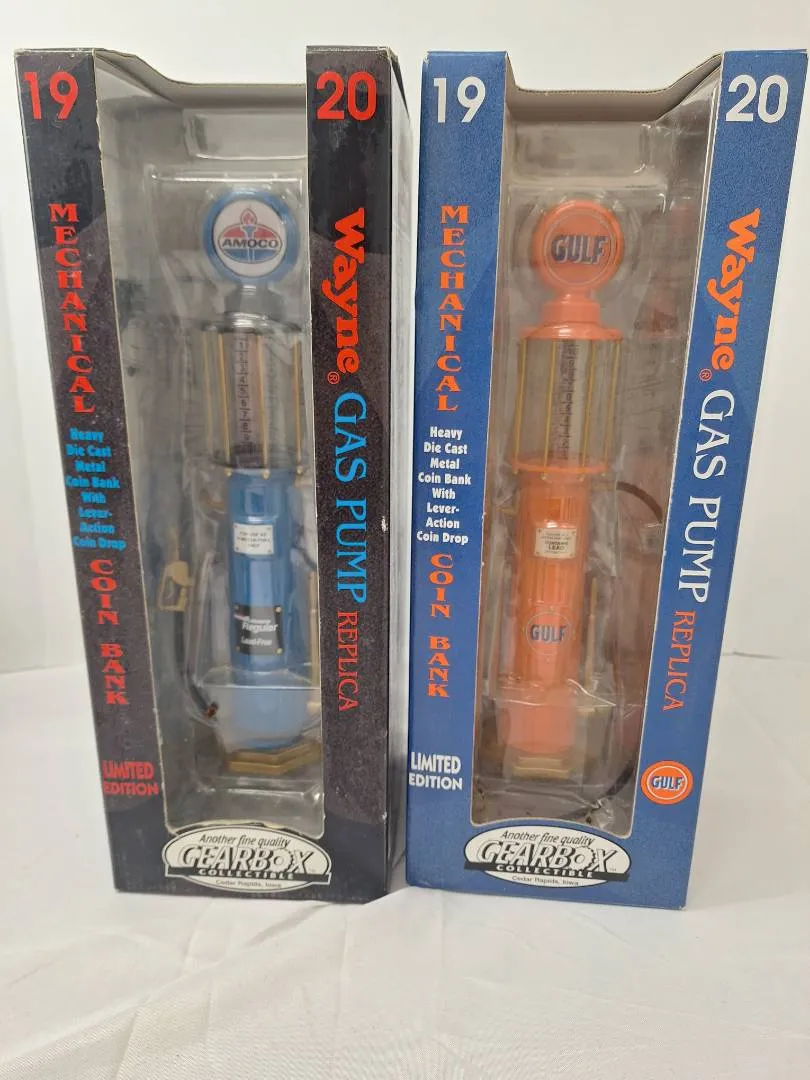 19
20
MECHANICAL
Heavy
Die Cast
Metal
Coin Bank
With
Lever-
Action
Coin Drop
COIN BANK
LIMITED
EDITION
AMOCO
Regular
Lead-Free
Wayne® GAS PUMP REPLICA
Another fine quality
GEARBOX
COLLECTIBLE
Cedar Rapids, Iowa
19
20
MECHANICAL
Heavy
Die Cast
Metal
Coin Bank
With
Lever-
Action
Coin Drop
COIN BANK
LIMITED
EDITION
GULF
LEAD
GULF
Wayne® GAS PUMP REPLICA
GULF
Another fine quality
GEARBOX
COLLECTIBLE
Cedar Rapids, Iowa